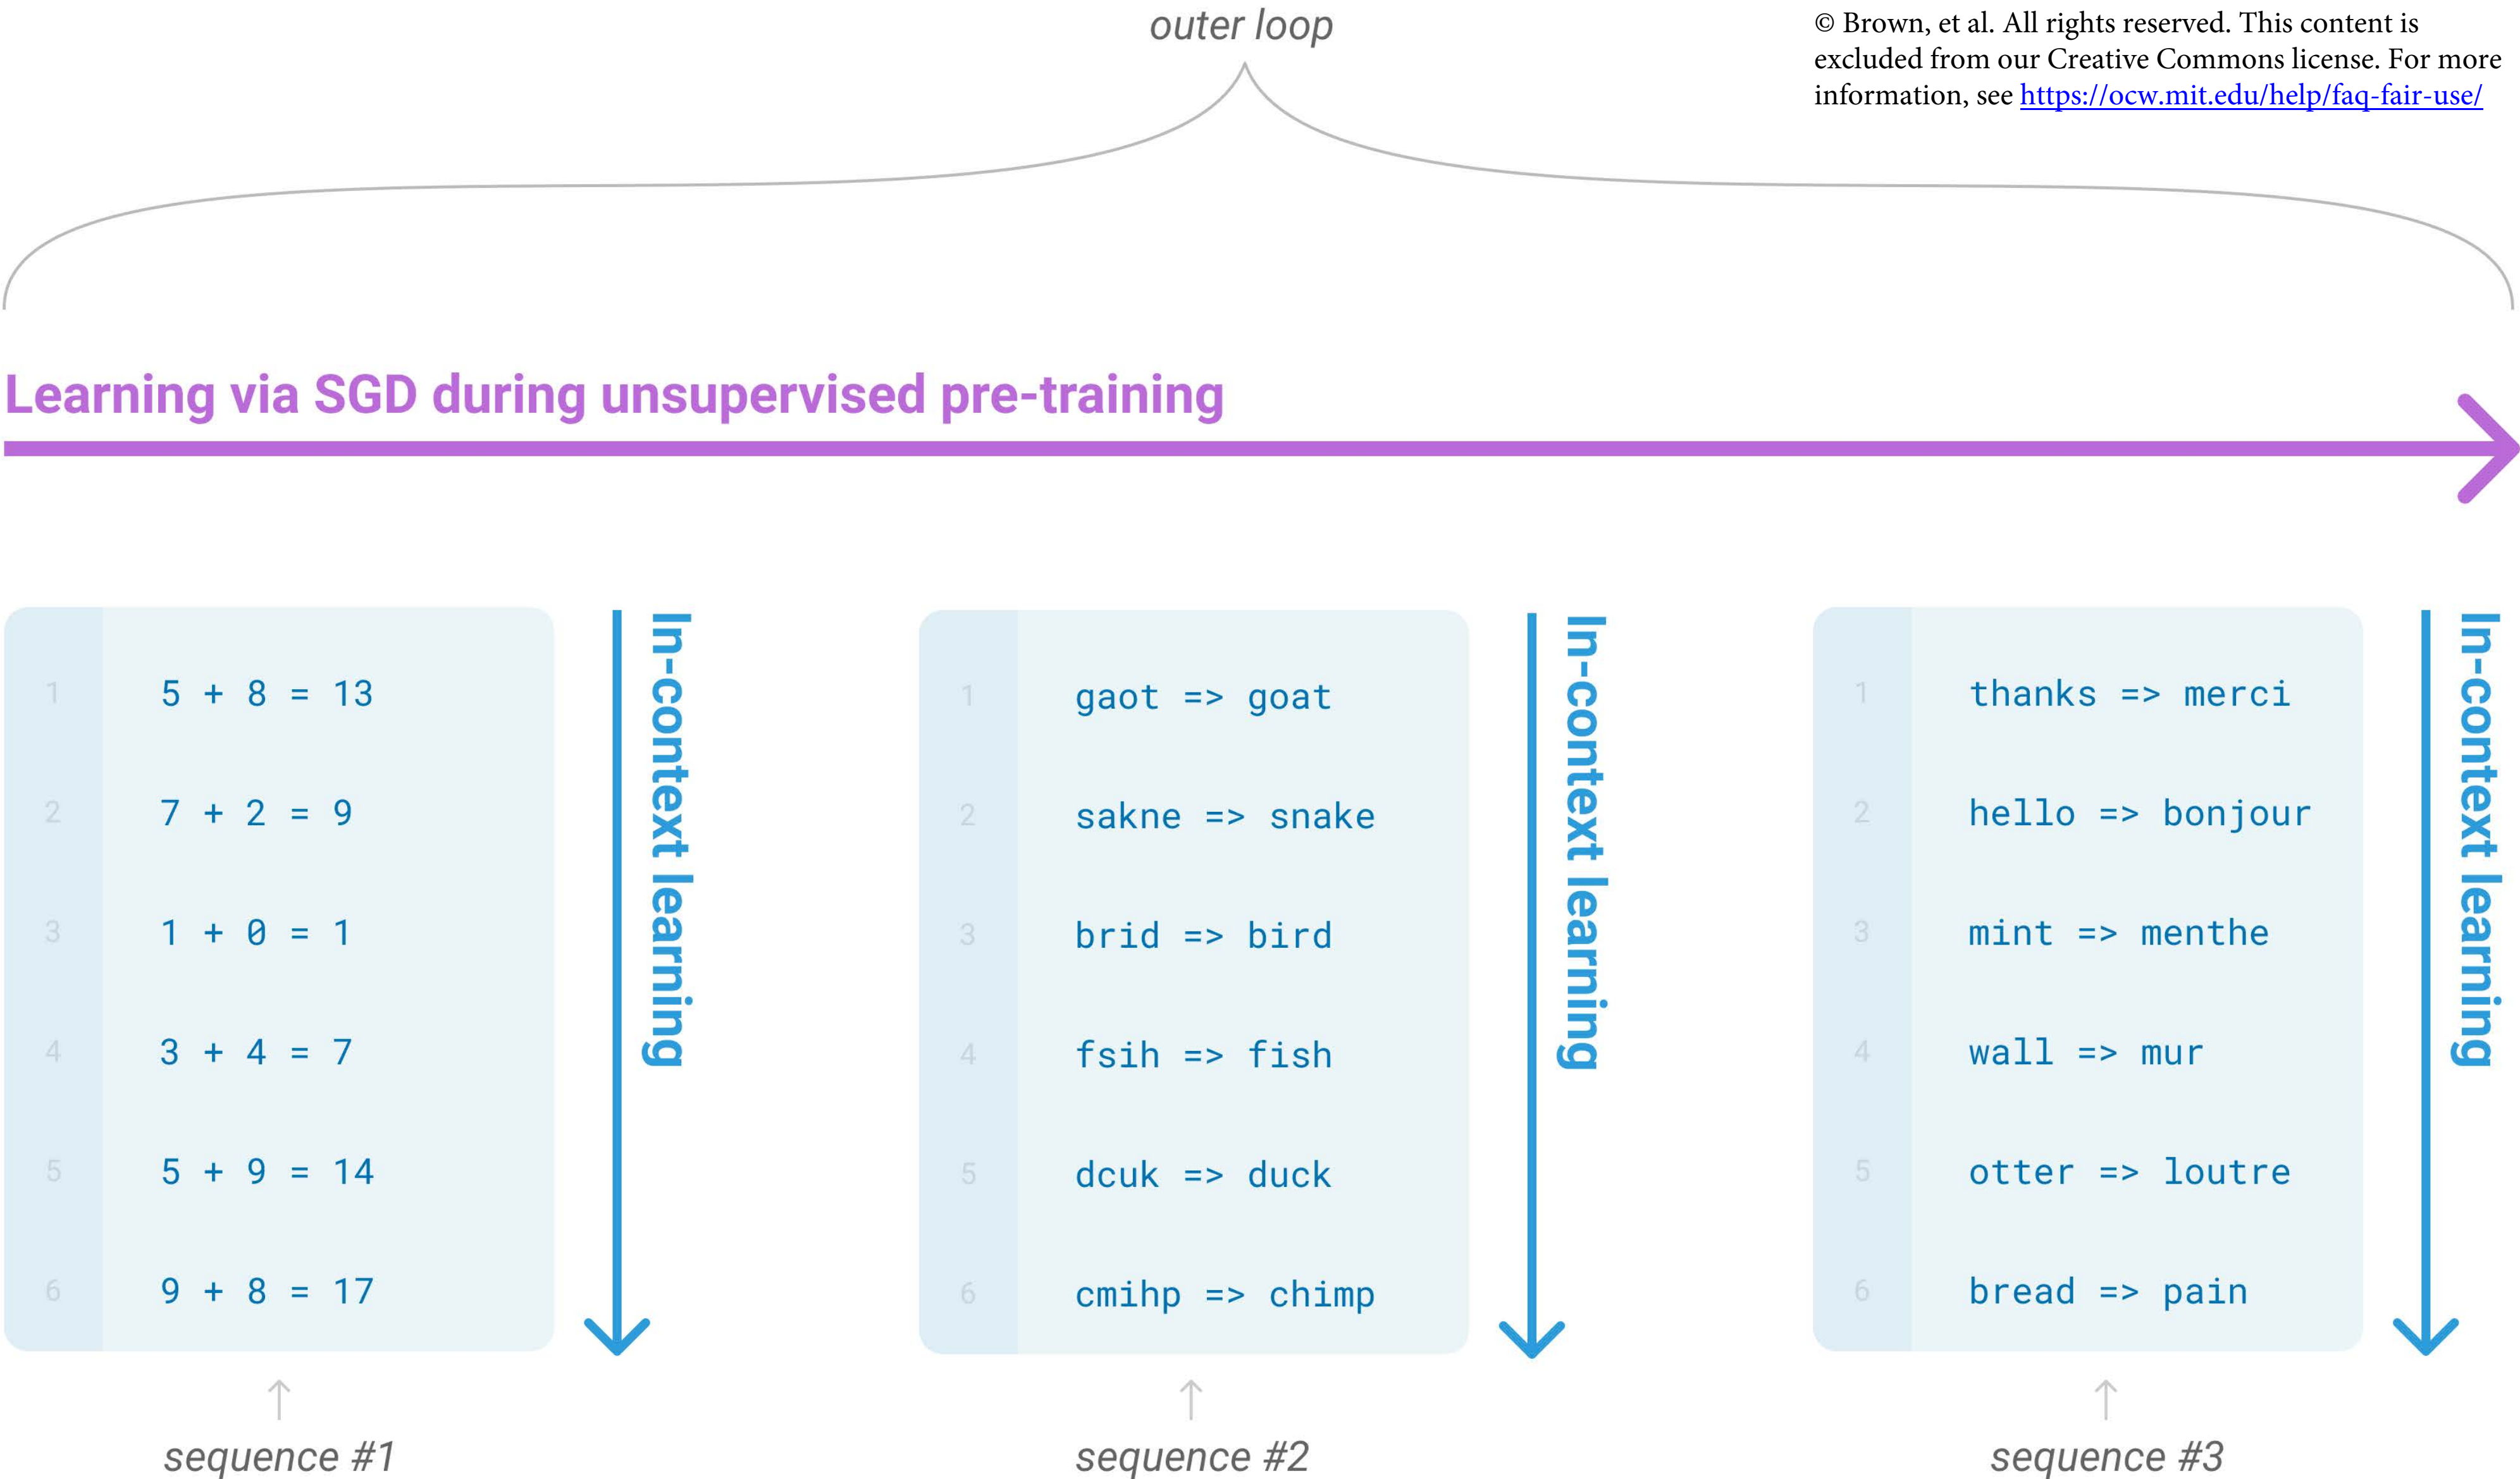 outer loop
© Brown, et al. All rights reserved. This content is
excluded from our Creative Commons license. For more
information, see https://ocw.mit.edu/help/faq-fair-use/
Learning via SGD during unsupervised pre-training
1 5 + 8 = 13
2 7 + 2 = 9
3 1 + 0 = 1
4 3 + 4 = 7
5 5 + 9 = 14
6 9 + 8 = 17
In-context learning
sequence #1
1 gaot => goat
2 sakne => snake
3 brid => bird
4 fsih => fish
5 dcuk => duck
6 cmihp => chimp
In-context learning
sequence #2
1 thanks => merci
2 hello => bonjour
3 mint => menthe
4 wall => mur
5 otter => loutre
6 bread => pain
In-context learning
sequence #3